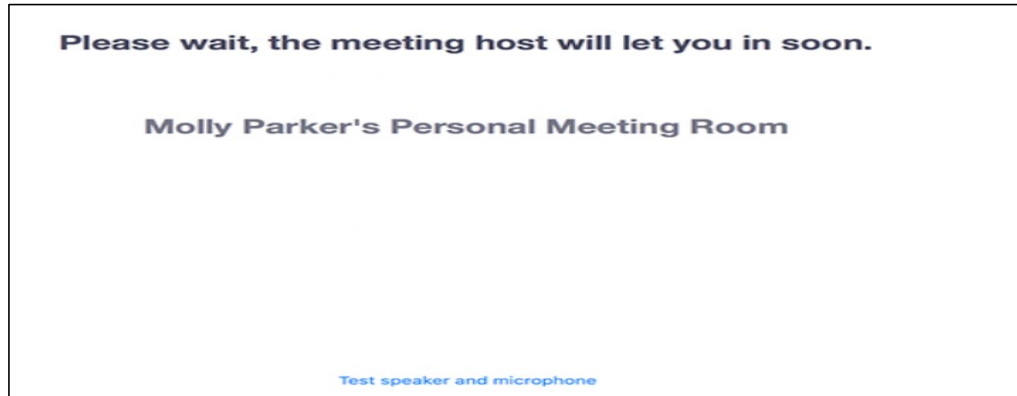 Please wait, the meeting host will let you in soon.
Molly Parker's Personal Meeting Room
Test speaker and microphone